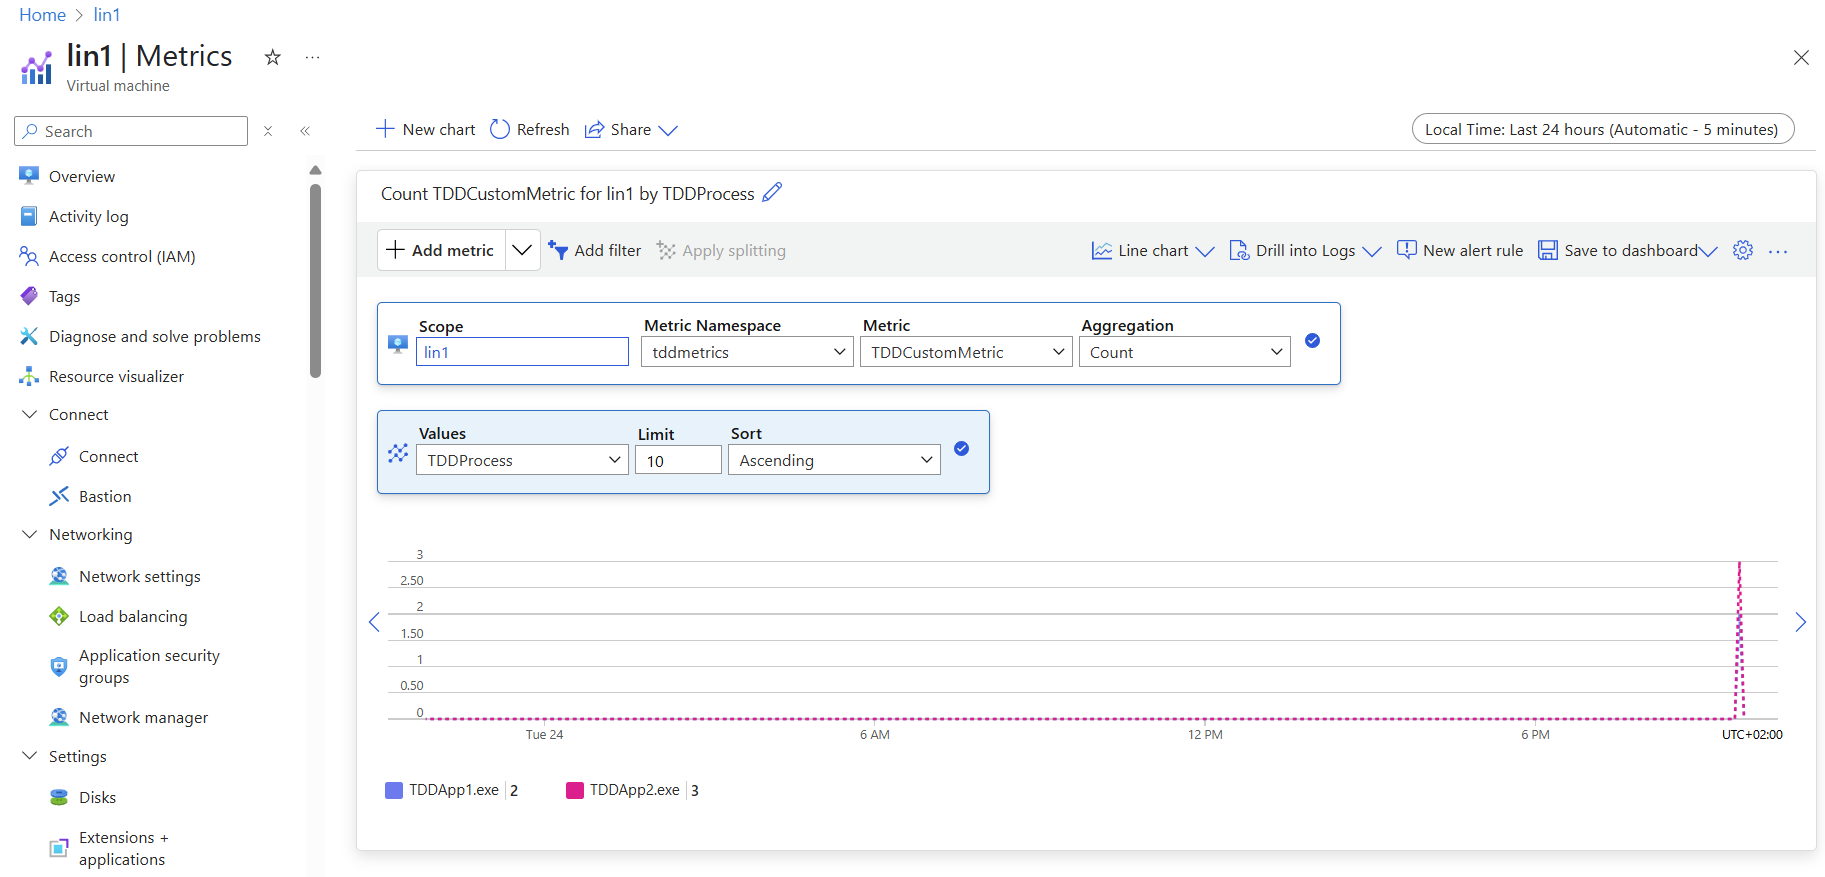 Home > lin1
lin1 | Metrics
Virtual machine
Search
Overview
Activity log
Access control (IAM)
Tags
Diagnose and solve problems
Resource visualizer
Connect
Connect
Bastion
Networking
Network settings
Load balancing
Application security
groups
Network manager
Settings
Disks
Extensions +
applications
New chart Refresh Share
Local Time: Last 24 hours (Automatic - 5 minutes)
Count TDDCustomMetric for lin1 by TDDProcess
Add metric Add filter Apply splitting
Line chart Drill into Logs New alert rule Save to dashboard
Scope Metric Namespace Metric Aggregation
lin1 tddmetrics TDDCustomMetric Count
Values Limit Sort
TDDProcess 10 Ascending
3
2.50
2
1.50
1
0.50
0
Tue 24 6 AM 12 PM 6 PM UTC+02:00
TDDApp1.exe 2 TDDApp2.exe 3